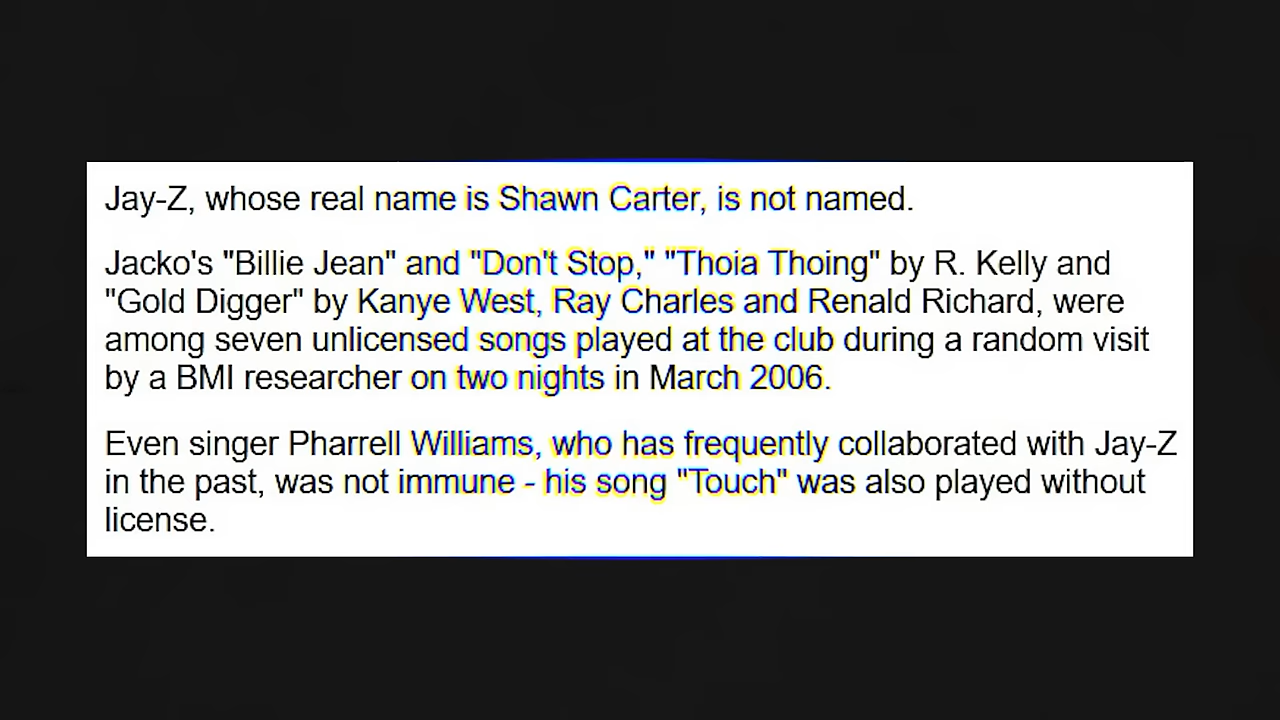 Jay-Z, whose real name is Shawn Carter, is not named.
Jacko's "Billie Jean" and "Don't Stop," "Thoia Thoing" by R. Kelly and
"Gold Digger" by Kanye West, Ray Charles and Renald Richard, were
among seven unlicensed songs played at the club during a random visit
by a BMI researcher on two nights in March 2006.
Even singer Pharrell Williams, who has frequently collaborated with Jay-Z
in the past, was not immune - his song "Touch" was also played without
license.